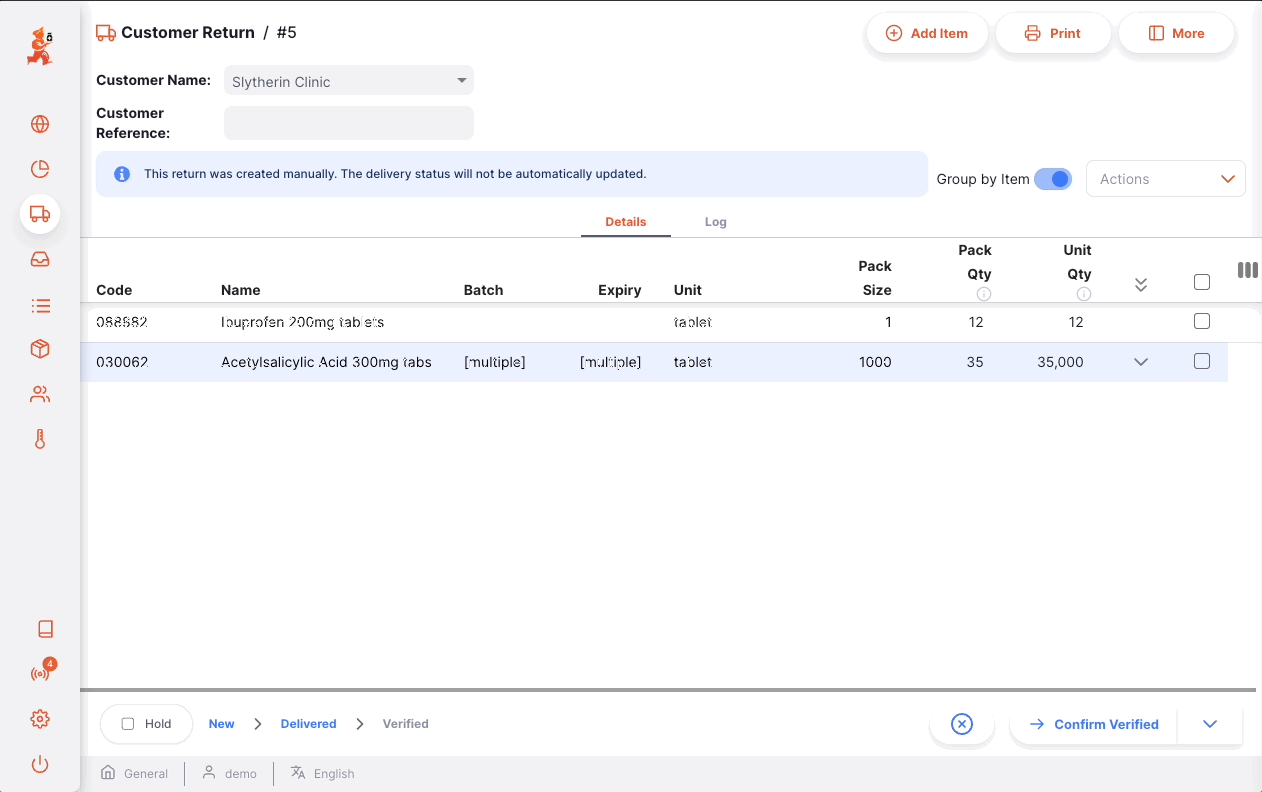 Customer Return / #5
Add Item
Print
More
Customer Name:
Slytherin Clinic
Customer
Reference:
This return was created manually. The delivery status will not be automatically updated.
Group by Item
Actions
Details
Log
Code
Name
Batch
Expiry
Unit
Pack
Size
Pack
Qty
Unit
Qty
Ibuprofen 200mg tablets
tablet
1
12
12
030062
Acetylsalicylic Acid 300mg tabs
[multiple]
[multiple]
tablet
1000
35
35,000
4
Hold
New
Delivered
Verified
Confirm Verified
General
demo
English